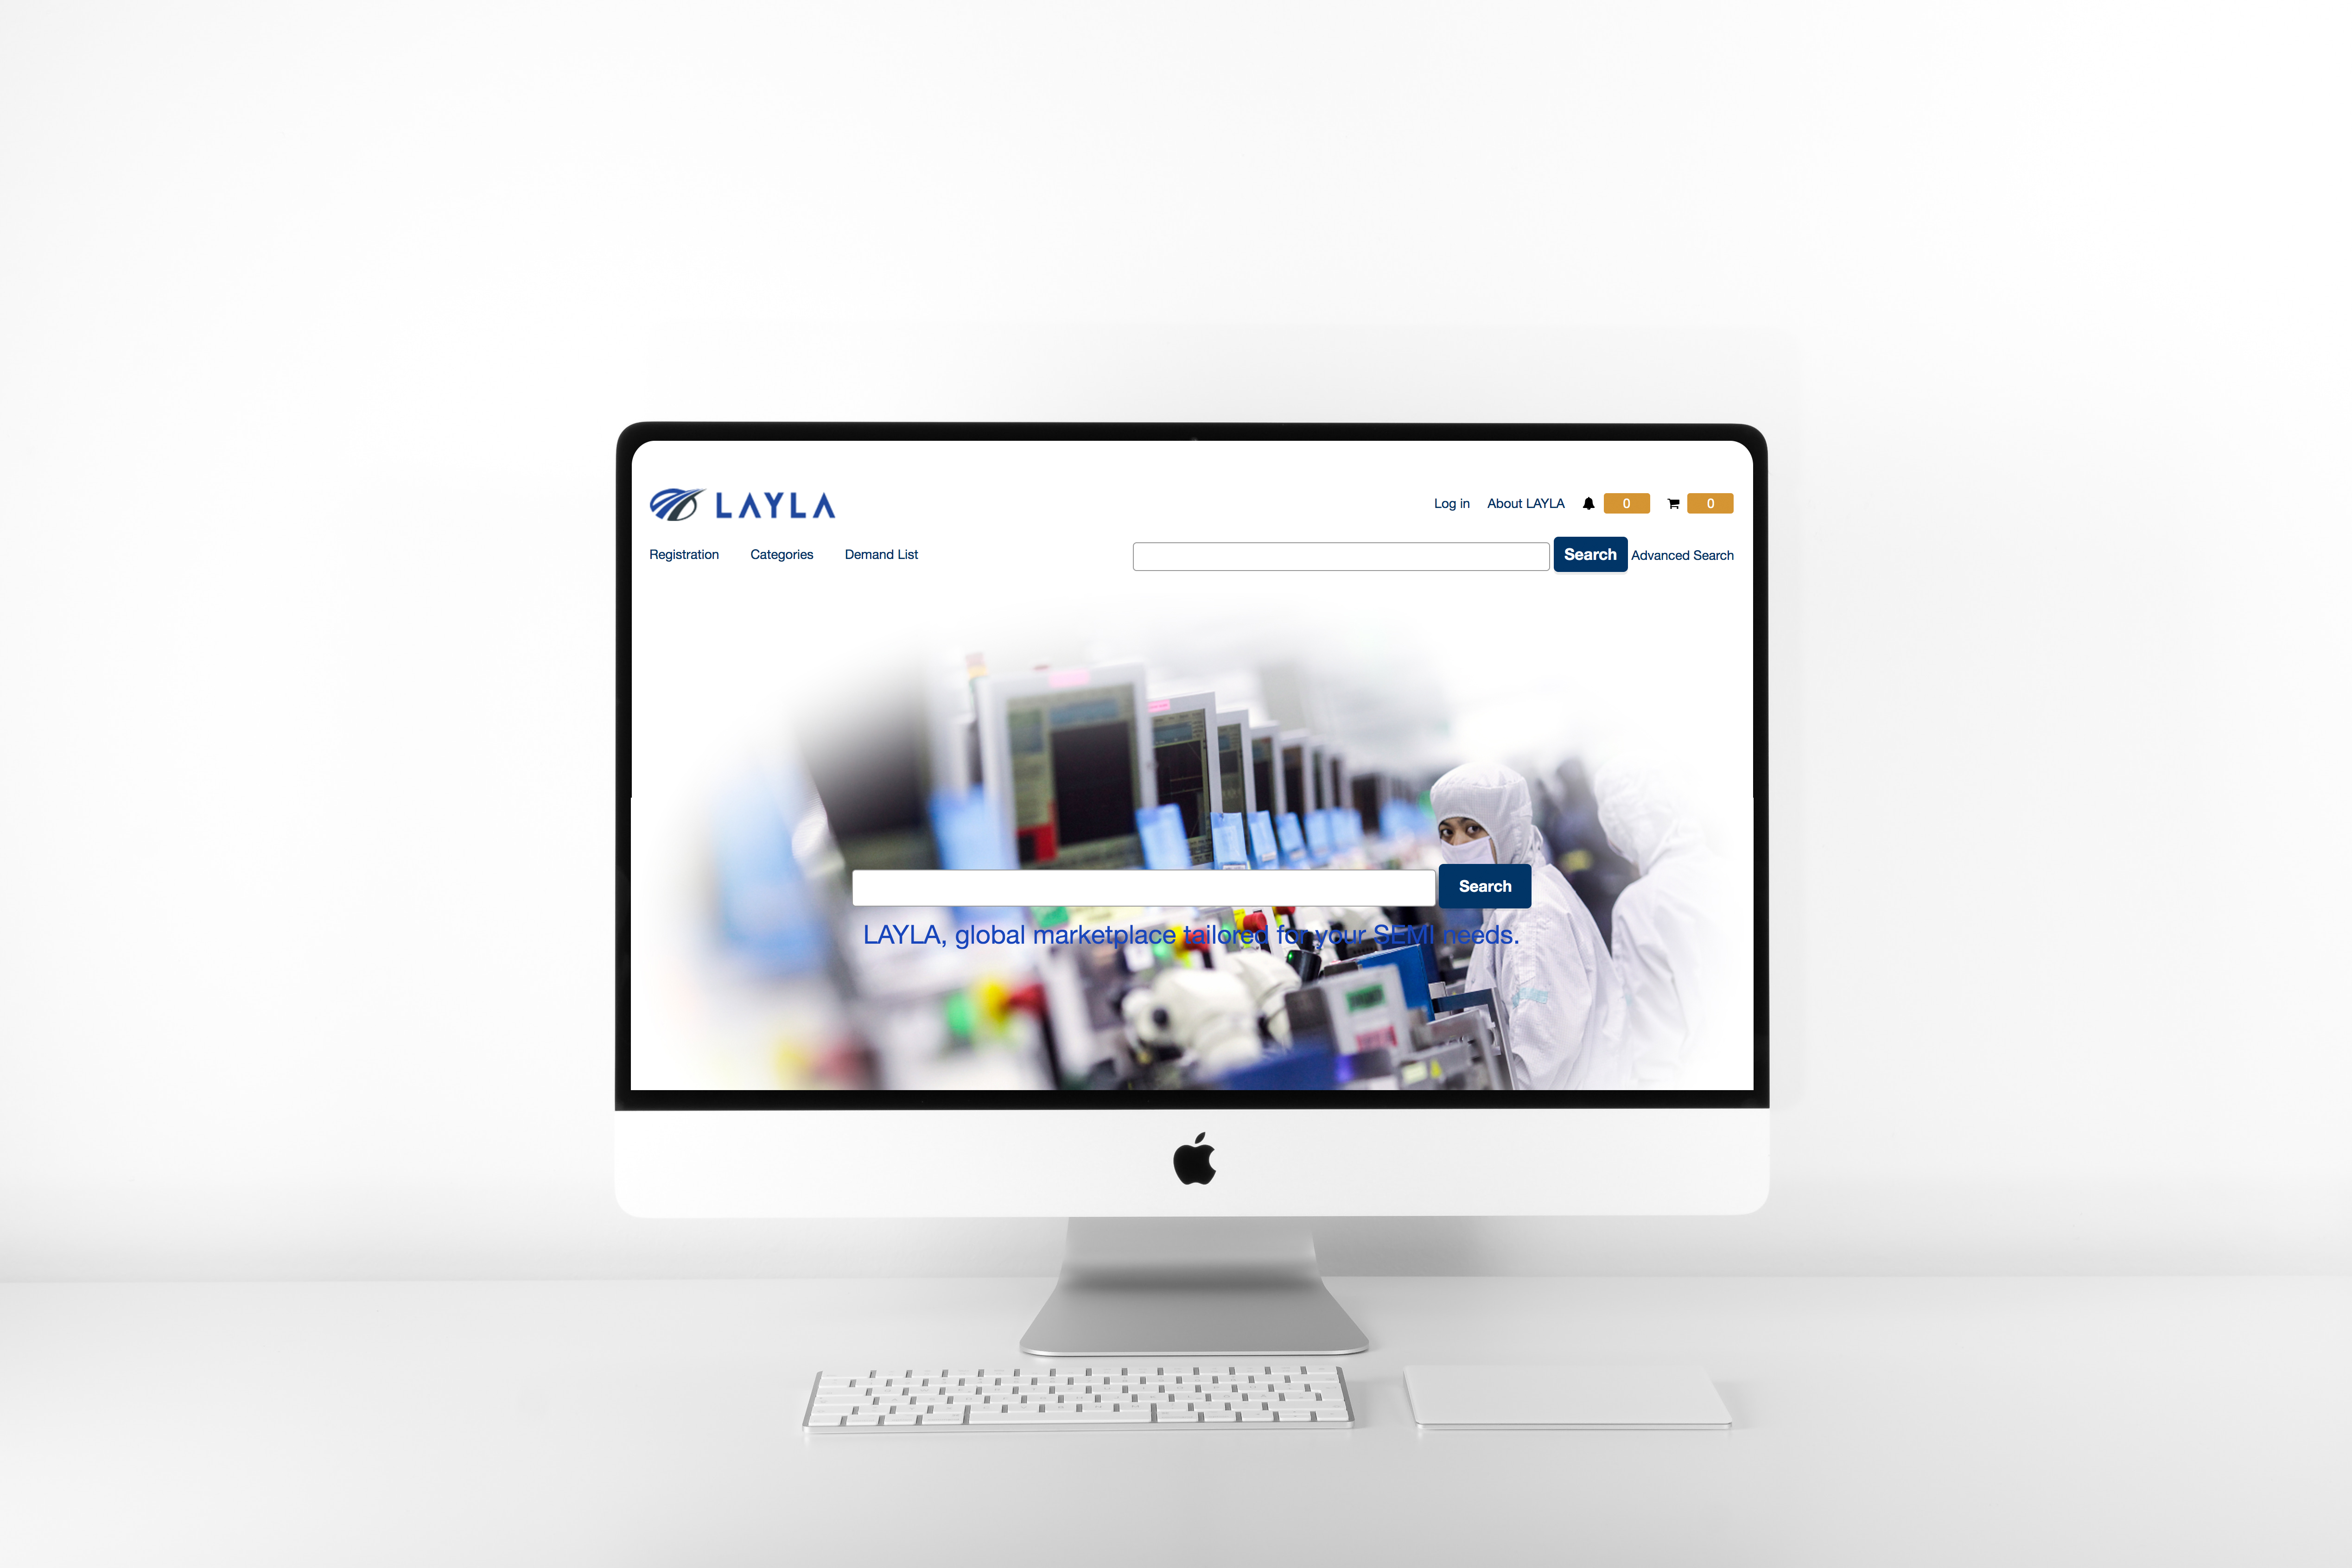 LAYLA
Log in About LAYLA 0 0
Registration Categories Demand List Search Advanced Search
Search
LAYLA, global marketplace tailored for your SEMI needs.